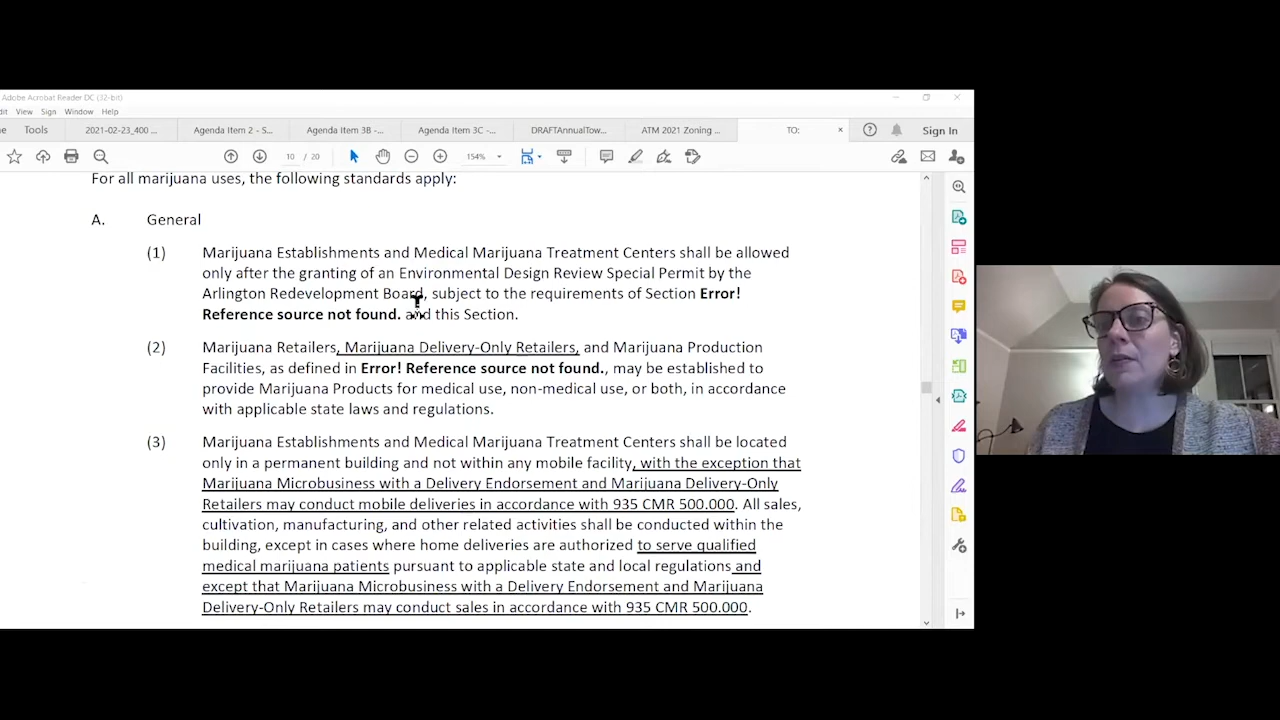 Adobe Acrobat Reader DC (32-bit)
dit View Sign Window Help
ne Tools 2021-02-23_400 ... Agenda Item 2 - S... Agenda Item 3B -... Agenda Item 3C -... DRAFTAnnualTow... ATM 2021 Zoning ... TO: × Sign In
10 / 20 154%
For all marijuana uses, the following standards apply:
A. General
(1) Marijuana Establishments and Medical Marijuana Treatment Centers shall be allowed
only after the granting of an Environmental Design Review Special Permit by the
Arlington Redevelopment Board, subject to the requirements of Section Error!
Reference source not found. and this Section.
(2) Marijuana Retailers, Marijuana Delivery-Only Retailers, and Marijuana Production
Facilities, as defined in Error! Reference source not found., may be established to
provide Marijuana Products for medical use, non-medical use, or both, in accordance
with applicable state laws and regulations.
(3) Marijuana Establishments and Medical Marijuana Treatment Centers shall be located
only in a permanent building and not within any mobile facility, with the exception that
Marijuana Microbusiness with a Delivery Endorsement and Marijuana Delivery-Only
Retailers may conduct mobile deliveries in accordance with 935 CMR 500.000. All sales,
cultivation, manufacturing, and other related activities shall be conducted within the
building, except in cases where home deliveries are authorized to serve qualified
medical marijuana patients pursuant to applicable state and local regulations and
except that Marijuana Microbusiness with a Delivery Endorsement and Marijuana
Delivery-Only Retailers may conduct sales in accordance with 935 CMR 500.000.